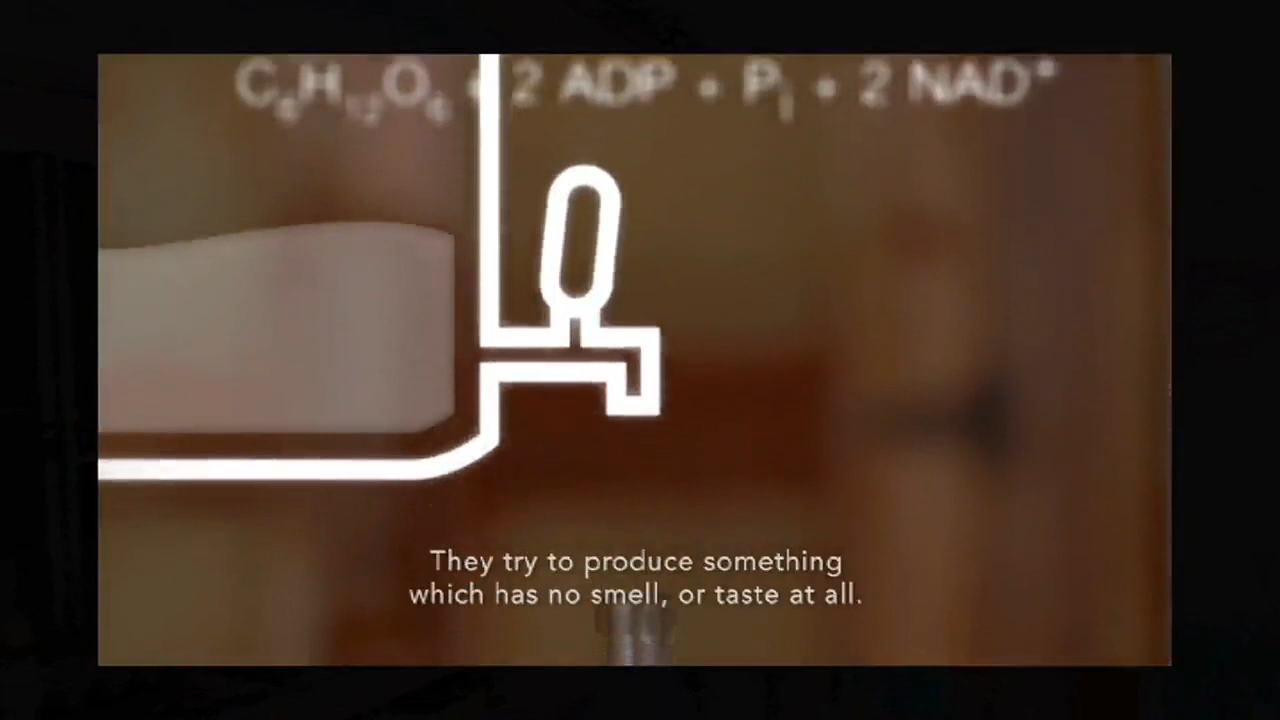 C₆H₁₂O₆ + 2 ADP + Pᵢ + 2 NAD⁺
They try to produce something
which has no smell, or taste at all.